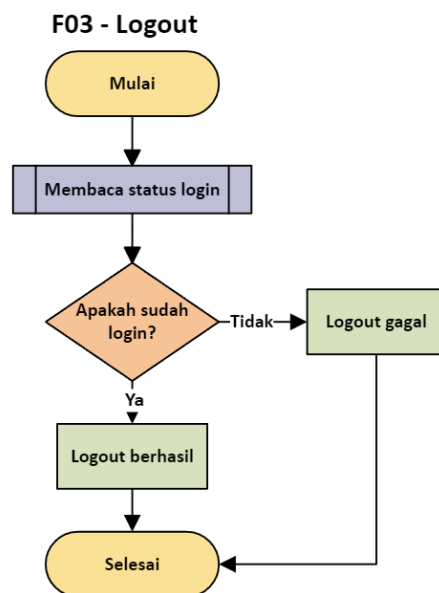 F03 - Logout
Mulai
Membaca status login
Apakah sudah
login?
Tidak
Logout gagal
Ya
Logout berhasil
Selesai